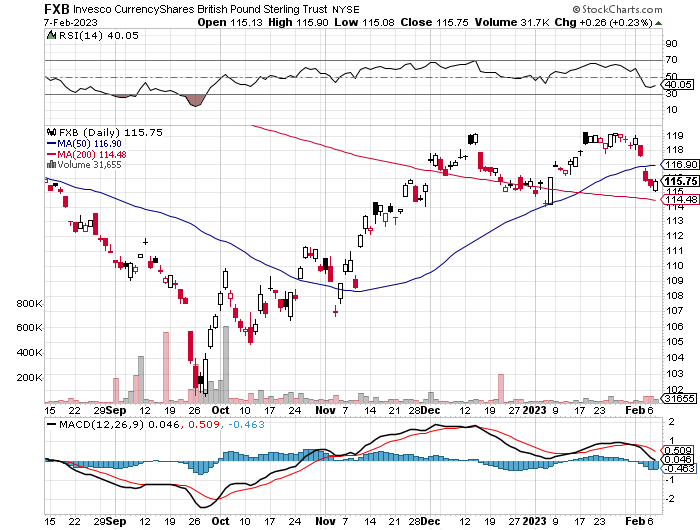 FXB Invesco CurrencyShares British Pound Sterling Trust NYSE © StockCharts.com
7-Feb-2023 Open 115.13 High 115.90 Low 115.08 Close 115.75 Volume 31.7K Chg +0.26 (+0.23%)
RSI(14) 40.05
90
70
50
40.05
30
10
FXB (Daily) 115.75
MA(50) 116.90
MA(200) 114.48
Volume 31,655
119
118
116.90
115.75
115
114.48
114
113
112
111
110
109
108
107
106
105
104
103
102
800K
600K
400K
200K
31655
15 22 29 Sep 12 19 26 Oct 10 17 24 Nov 7 14 21 28 Dec 12 19 27 2023 9 17 23 Feb 6
MACD(12,26,9) 0.046, 0.509, -0.463
2
1
0.509
0.046
-0.463
-1
-2
15 22 29 Sep 12 19 26 Oct 10 17 24 Nov 7 14 21 28 Dec 12 19 27 2023 9 17 23 Feb 6